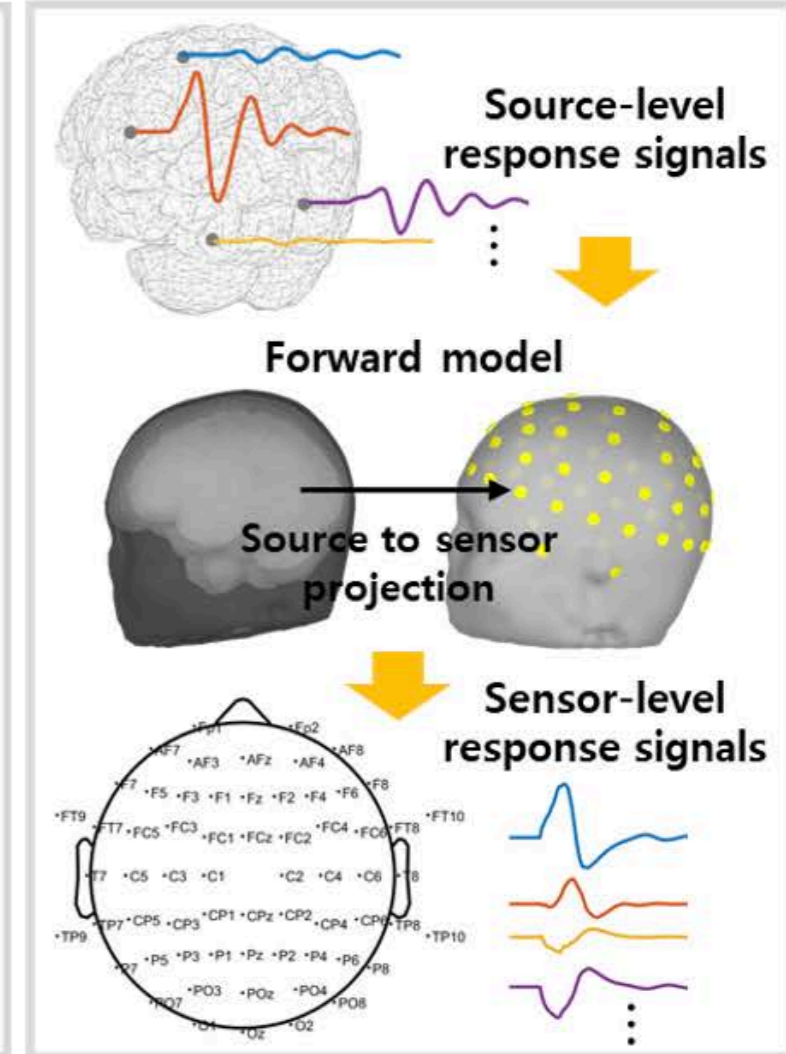 Source-level
response signals
Forward model
Source to sensor
projection
Sensor-level
response signals
Fp1 Fp2
AF7 AF3 AFz AF4 AF8
F7 F5 F3 F1 Fz F2 F4 F6 F8
FT9 FT7 FC5 FC3 FC1 FCz FC2 FC4 FC6 FT8 FT10
T7 C5 C3 C1 C2 C4 C6 T8
TP9 TP7 CP5 CP3 CP1 CPz CP2 CP4 CP6 TP8 TP10
P7 P5 P3 P1 Pz P2 P4 P6 P8
PO7 PO3 POz PO4 PO8
O1 Oz O2